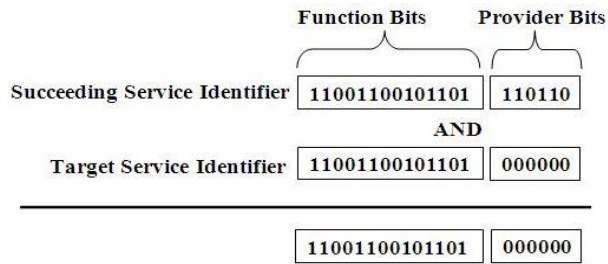 Function Bits Provider Bits
Succeeding Service Identifier 11001100101101 110110
AND
Target Service Identifier 11001100101101 000000
11001100101101 000000